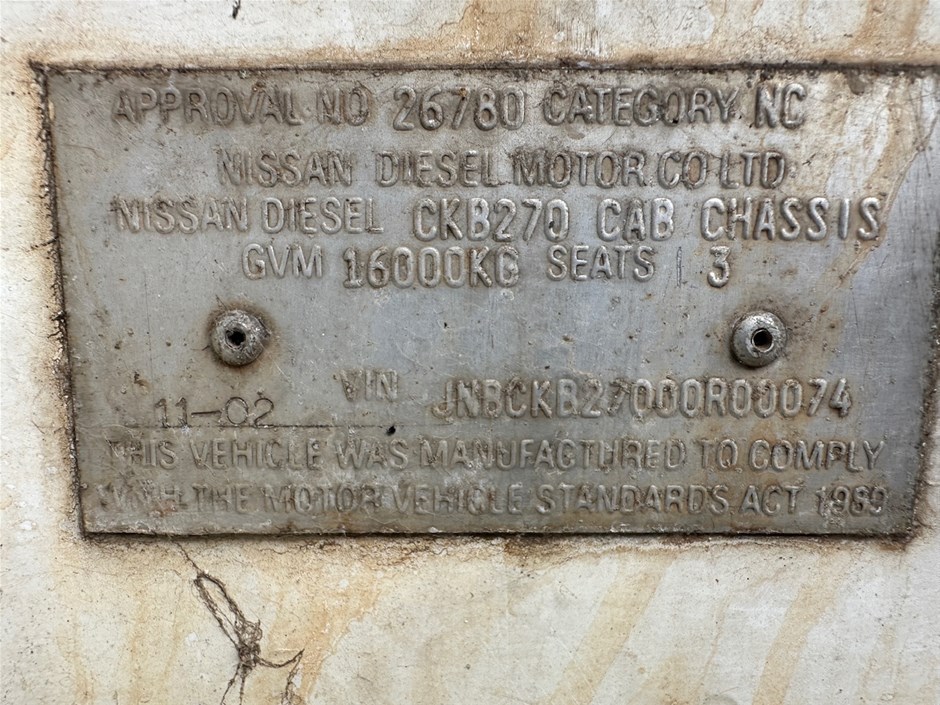 APPROVAL NO 26780 CATEGORY NC
NISSAN DIESEL MOTOR CO LTD
NISSAN DIESEL CKB270 CAB CHASSIS
GVM 16000KG SEATS 3
VIN JNBCKB27000R00074
11-02
THIS VEHICLE WAS MANUFACTURED TO COMPLY
WITH THE MOTOR VEHICLE STANDARDS ACT 1989